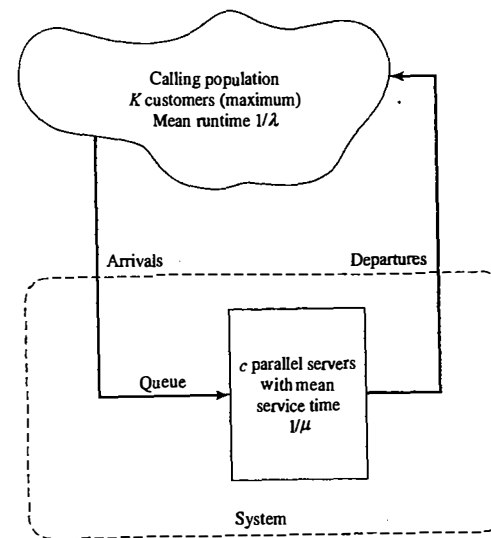 Calling population
K customers (maximum)
Mean runtime 1/λ
Arrivals
Departures
Queue
c parallel servers
with mean
service time
1/μ
System